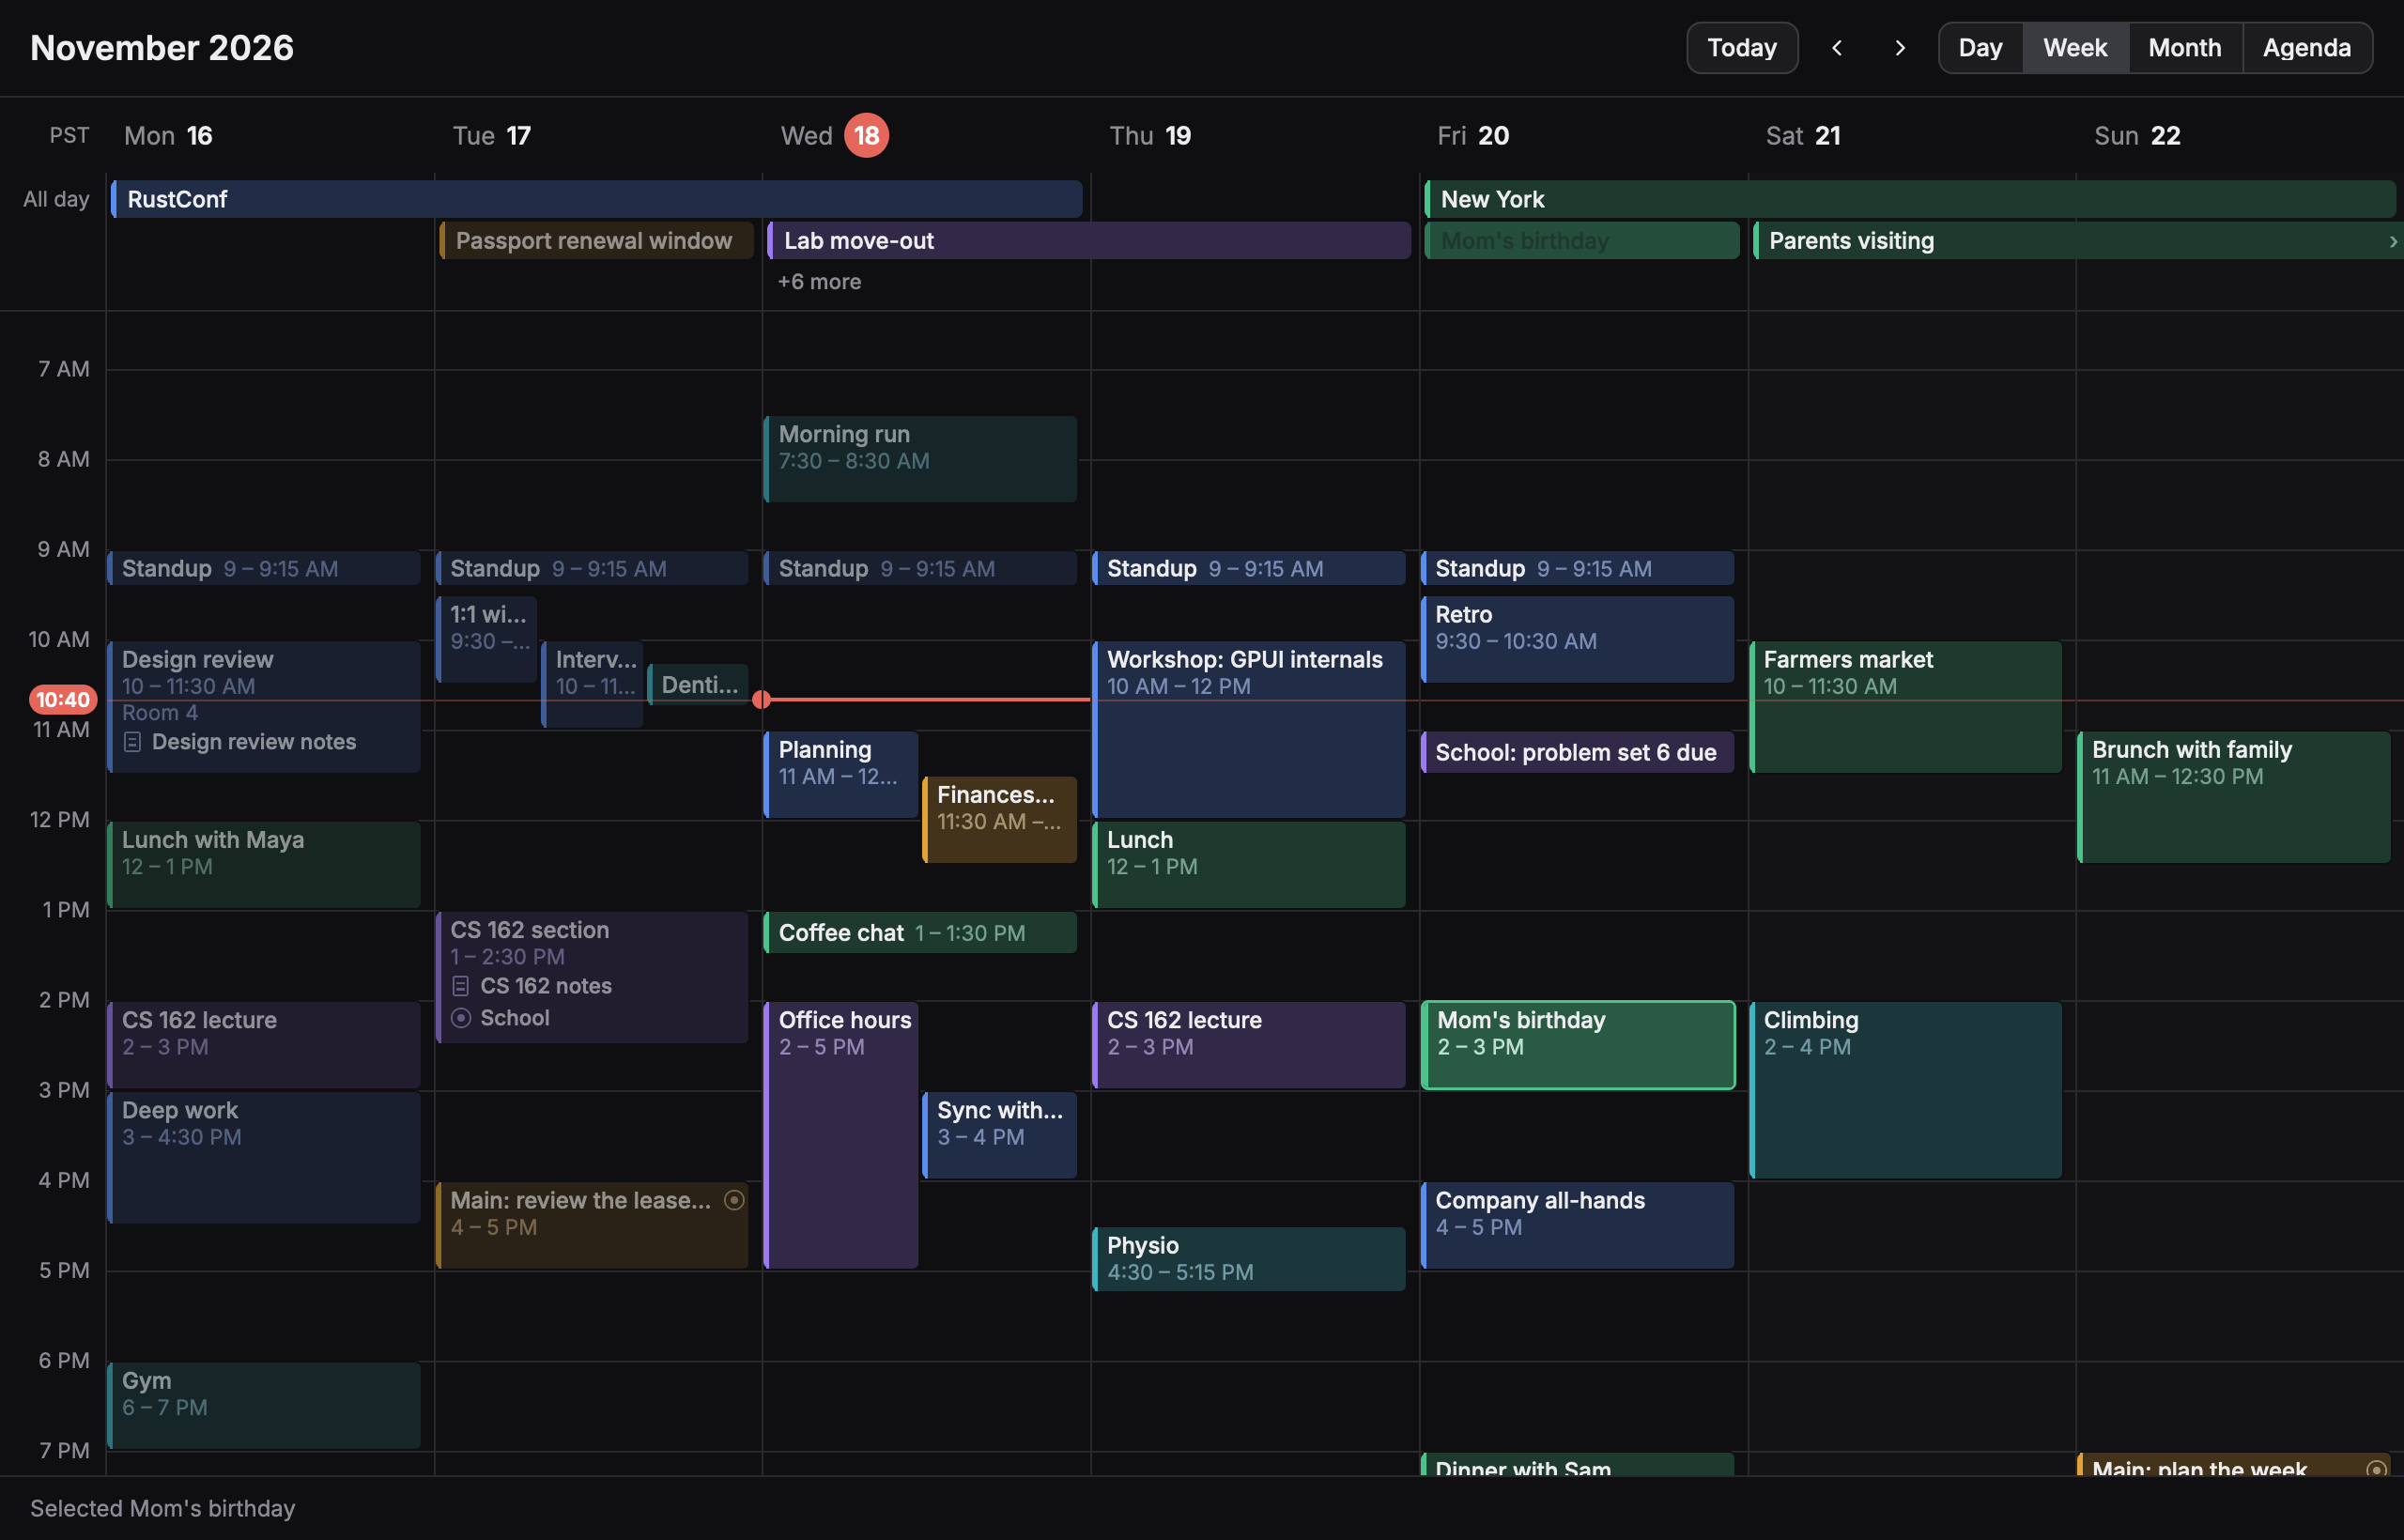 November 2026
Today
Day
Week
Month
Agenda
PST
Mon 16
Tue 17
Wed 18
Thu 19
Fri 20
Sat 21
Sun 22
All day
RustConf
New York
Passport renewal window
Lab move-out
Mom's birthday
Parents visiting
+6 more
7 AM
8 AM
9 AM
10 AM
10:40
11 AM
12 PM
1 PM
2 PM
3 PM
4 PM
5 PM
6 PM
7 PM
Standup 9 – 9:15 AM
Design review
10 – 11:30 AM
Room 4
Design review notes
Lunch with Maya
12 – 1 PM
CS 162 lecture
2 – 3 PM
Deep work
3 – 4:30 PM
Gym
6 – 7 PM
Standup 9 – 9:15 AM
1:1 wi...
9:30 –...
Interv...
10 – 11...
Denti...
CS 162 section
1 – 2:30 PM
CS 162 notes
School
Main: review the lease...
4 – 5 PM
Morning run
7:30 – 8:30 AM
Standup 9 – 9:15 AM
Planning
11 AM – 12...
Finances...
11:30 AM –...
Coffee chat 1 – 1:30 PM
Office hours
2 – 5 PM
Sync with...
3 – 4 PM
Standup 9 – 9:15 AM
Workshop: GPUI internals
10 AM – 12 PM
Lunch
12 – 1 PM
CS 162 lecture
2 – 3 PM
Physio
4:30 – 5:15 PM
Standup 9 – 9:15 AM
Retro
9:30 – 10:30 AM
School: problem set 6 due
Mom's birthday
2 – 3 PM
Company all-hands
4 – 5 PM
Dinner with Sam
Farmers market
10 – 11:30 AM
Climbing
2 – 4 PM
Brunch with family
11 AM – 12:30 PM
Main: plan the week
Selected Mom's birthday